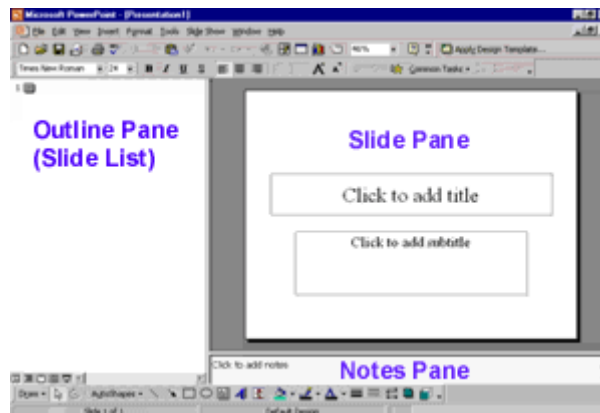 Microsoft PowerPoint - [Presentation1]
File Edit View Insert Format Tools Slide Show Window Help
46% Apply Design Template...
Times New Roman 24 B I U S Common Tasks
1
Outline Pane
(Slide List)
Slide Pane
Click to add title
Click to add subtitle
Click to add notes
Notes Pane
Draw AutoShapes
Slide 1 of 1 Default Design